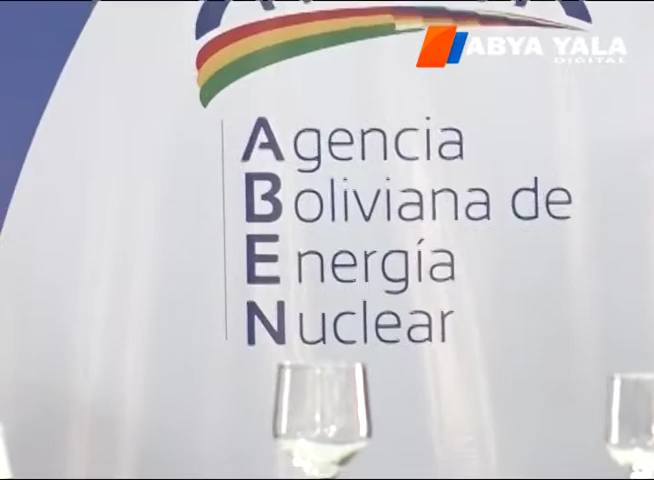 ABYA YALA
DIGITAL
Agencia
Boliviana de
Energía
Nuclear